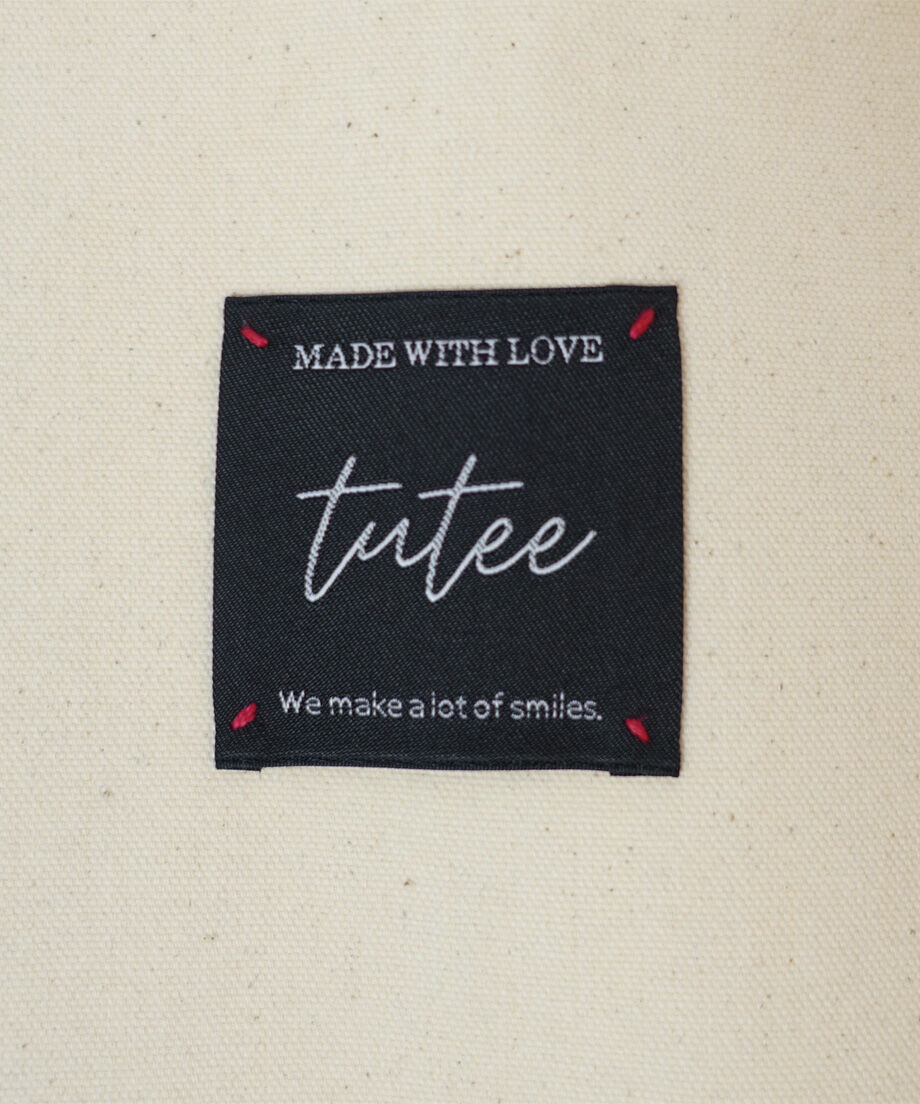 MADE WITH LOVE
tutee
We make a lot of smiles.